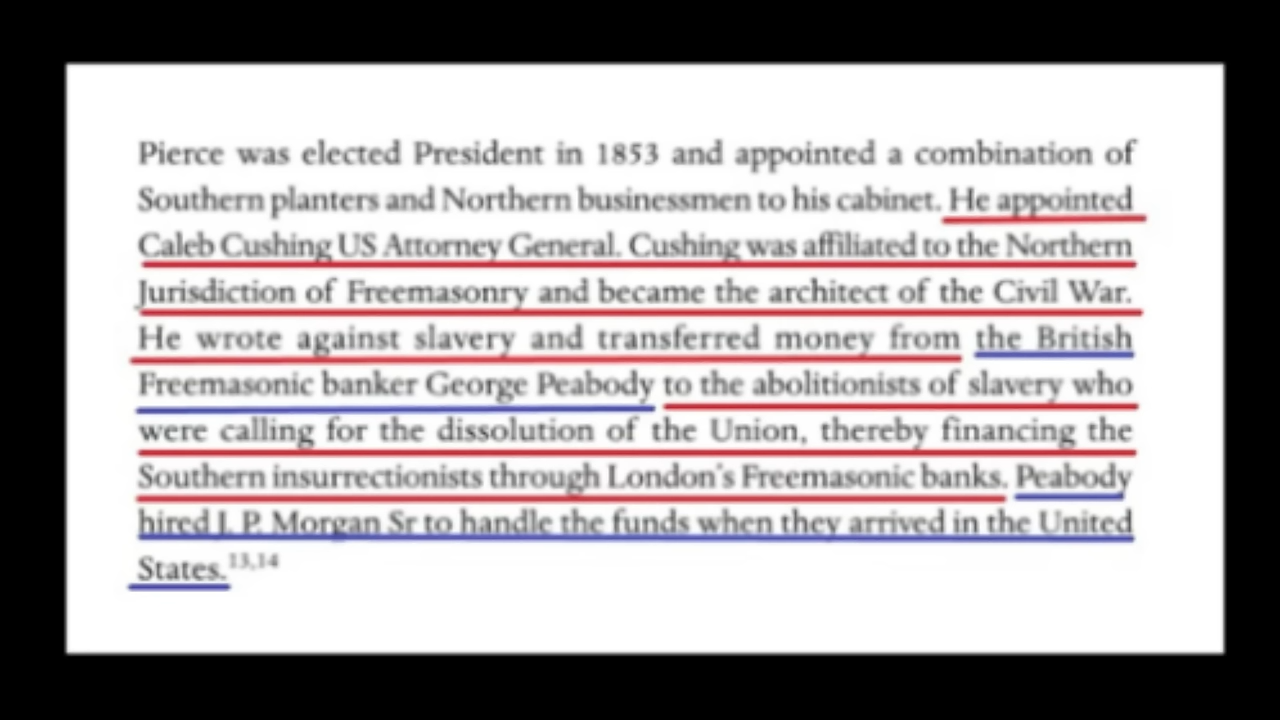 Pierce was elected President in 1853 and appointed a combination of
Southern planters and Northern businessmen to his cabinet. He appointed
Caleb Cushing US Attorney General. Cushing was affiliated to the Northern
Jurisdiction of Freemasonry and became the architect of the Civil War.
He wrote against slavery and transferred money from the British
Freemasonic banker George Peabody to the abolitionists of slavery who
were calling for the dissolution of the Union, thereby financing the
Southern insurrectionists through London's Freemasonic banks. Peabody
hired J. P. Morgan Sr to handle the funds when they arrived in the United
States.13,14